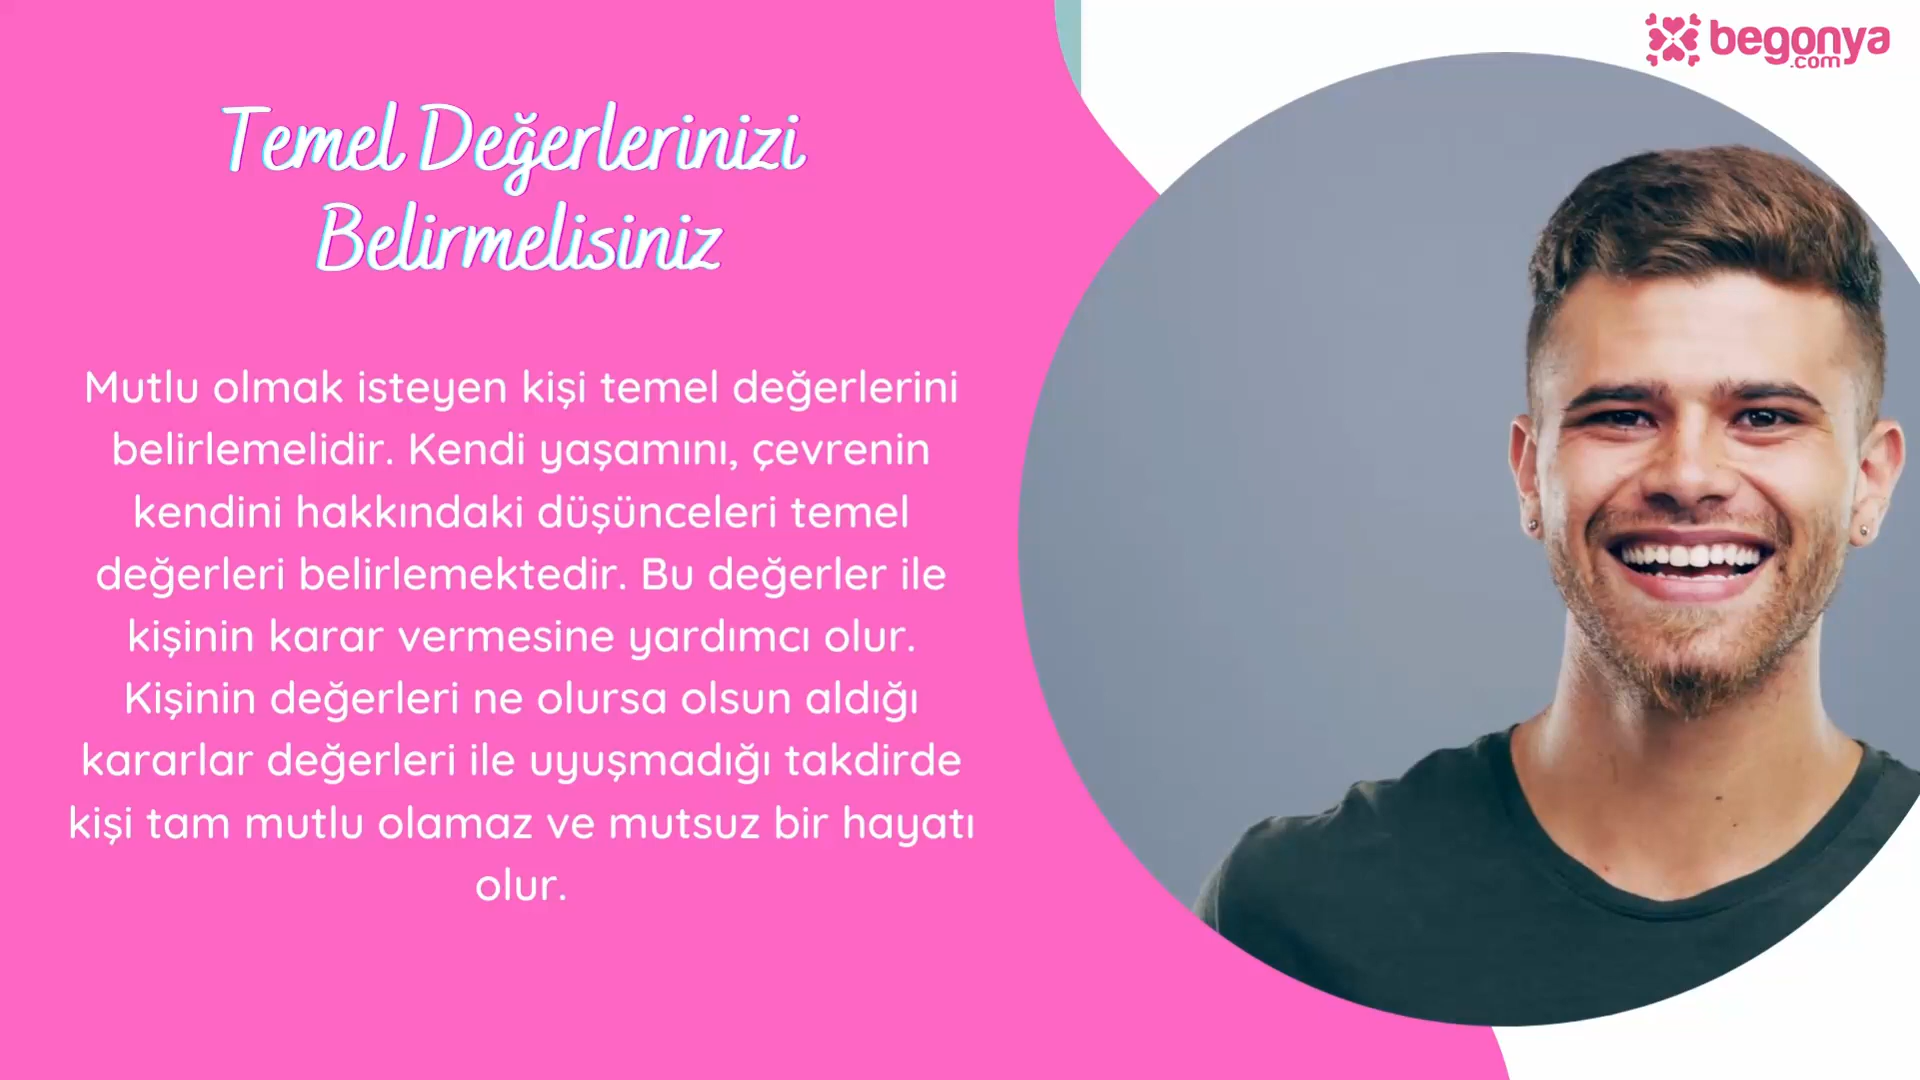 begonya
.com
Temel Değerlerinizi
Belirmelisiniz
Mutlu olmak isteyen kişi temel değerlerini
belirlemelidir. Kendi yaşamını, çevrenin
kendini hakkındaki düşünceleri temel
değerleri belirlemektedir. Bu değerler ile
kişinin karar vermesine yardımcı olur.
Kişinin değerleri ne olursa olsun aldığı
kararlar değerleri ile uyuşmadığı takdirde
kişi tam mutlu olamaz ve mutsuz bir hayatı
olur.